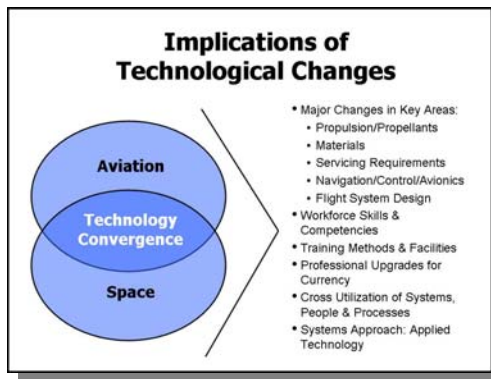 Implications of
Technological Changes
Aviation
Technology
Convergence
Space
• Major Changes in Key Areas:
• Propulsion/Propellants
• Materials
• Servicing Requirements
• Navigation/Control/Avionics
• Flight System Design
• Workforce Skills &
Competencies
• Training Methods & Facilities
• Professional Upgrades for
Currency
• Cross Utilization of Systems,
People & Processes
• Systems Approach: Applied
Technology